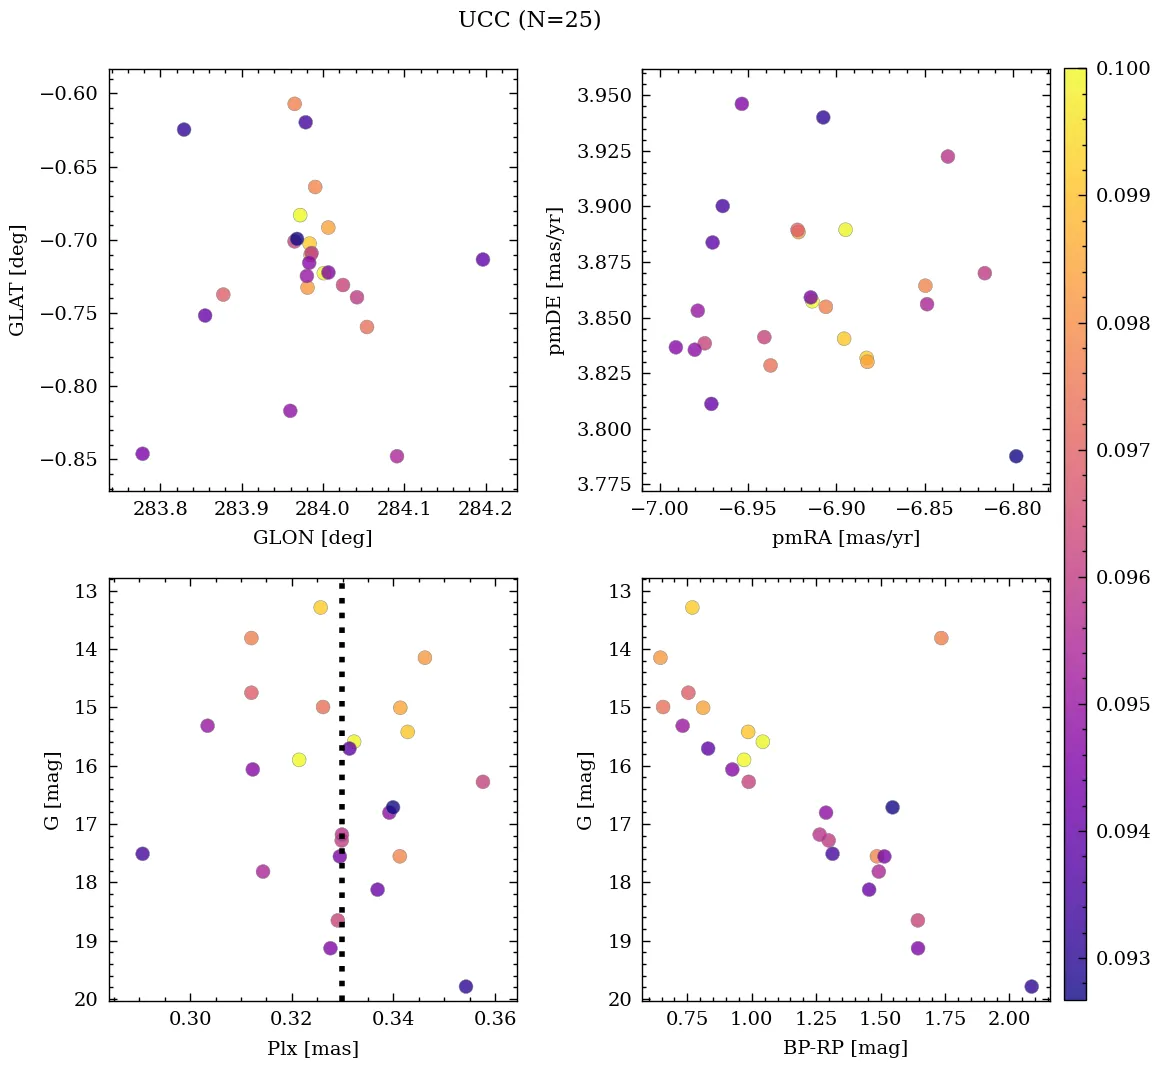 UCC (N=25)
−0.60
−0.65
−0.70
−0.75
−0.80
−0.85
GLAT [deg]
283.8 283.9 284.0 284.1 284.2
GLON [deg]
3.950
3.925
3.900
3.875
3.850
3.825
3.800
3.775
pmDE [mas/yr]
−7.00 −6.95 −6.90 −6.85 −6.80
pmRA [mas/yr]
13
14
15
16
17
18
19
20
G [mag]
0.30 0.32 0.34 0.36
Plx [mas]
13
14
15
16
17
18
19
20
G [mag]
0.75 1.00 1.25 1.50 1.75 2.00
BP-RP [mag]
0.100
0.099
0.098
0.097
0.096
0.095
0.094
0.093